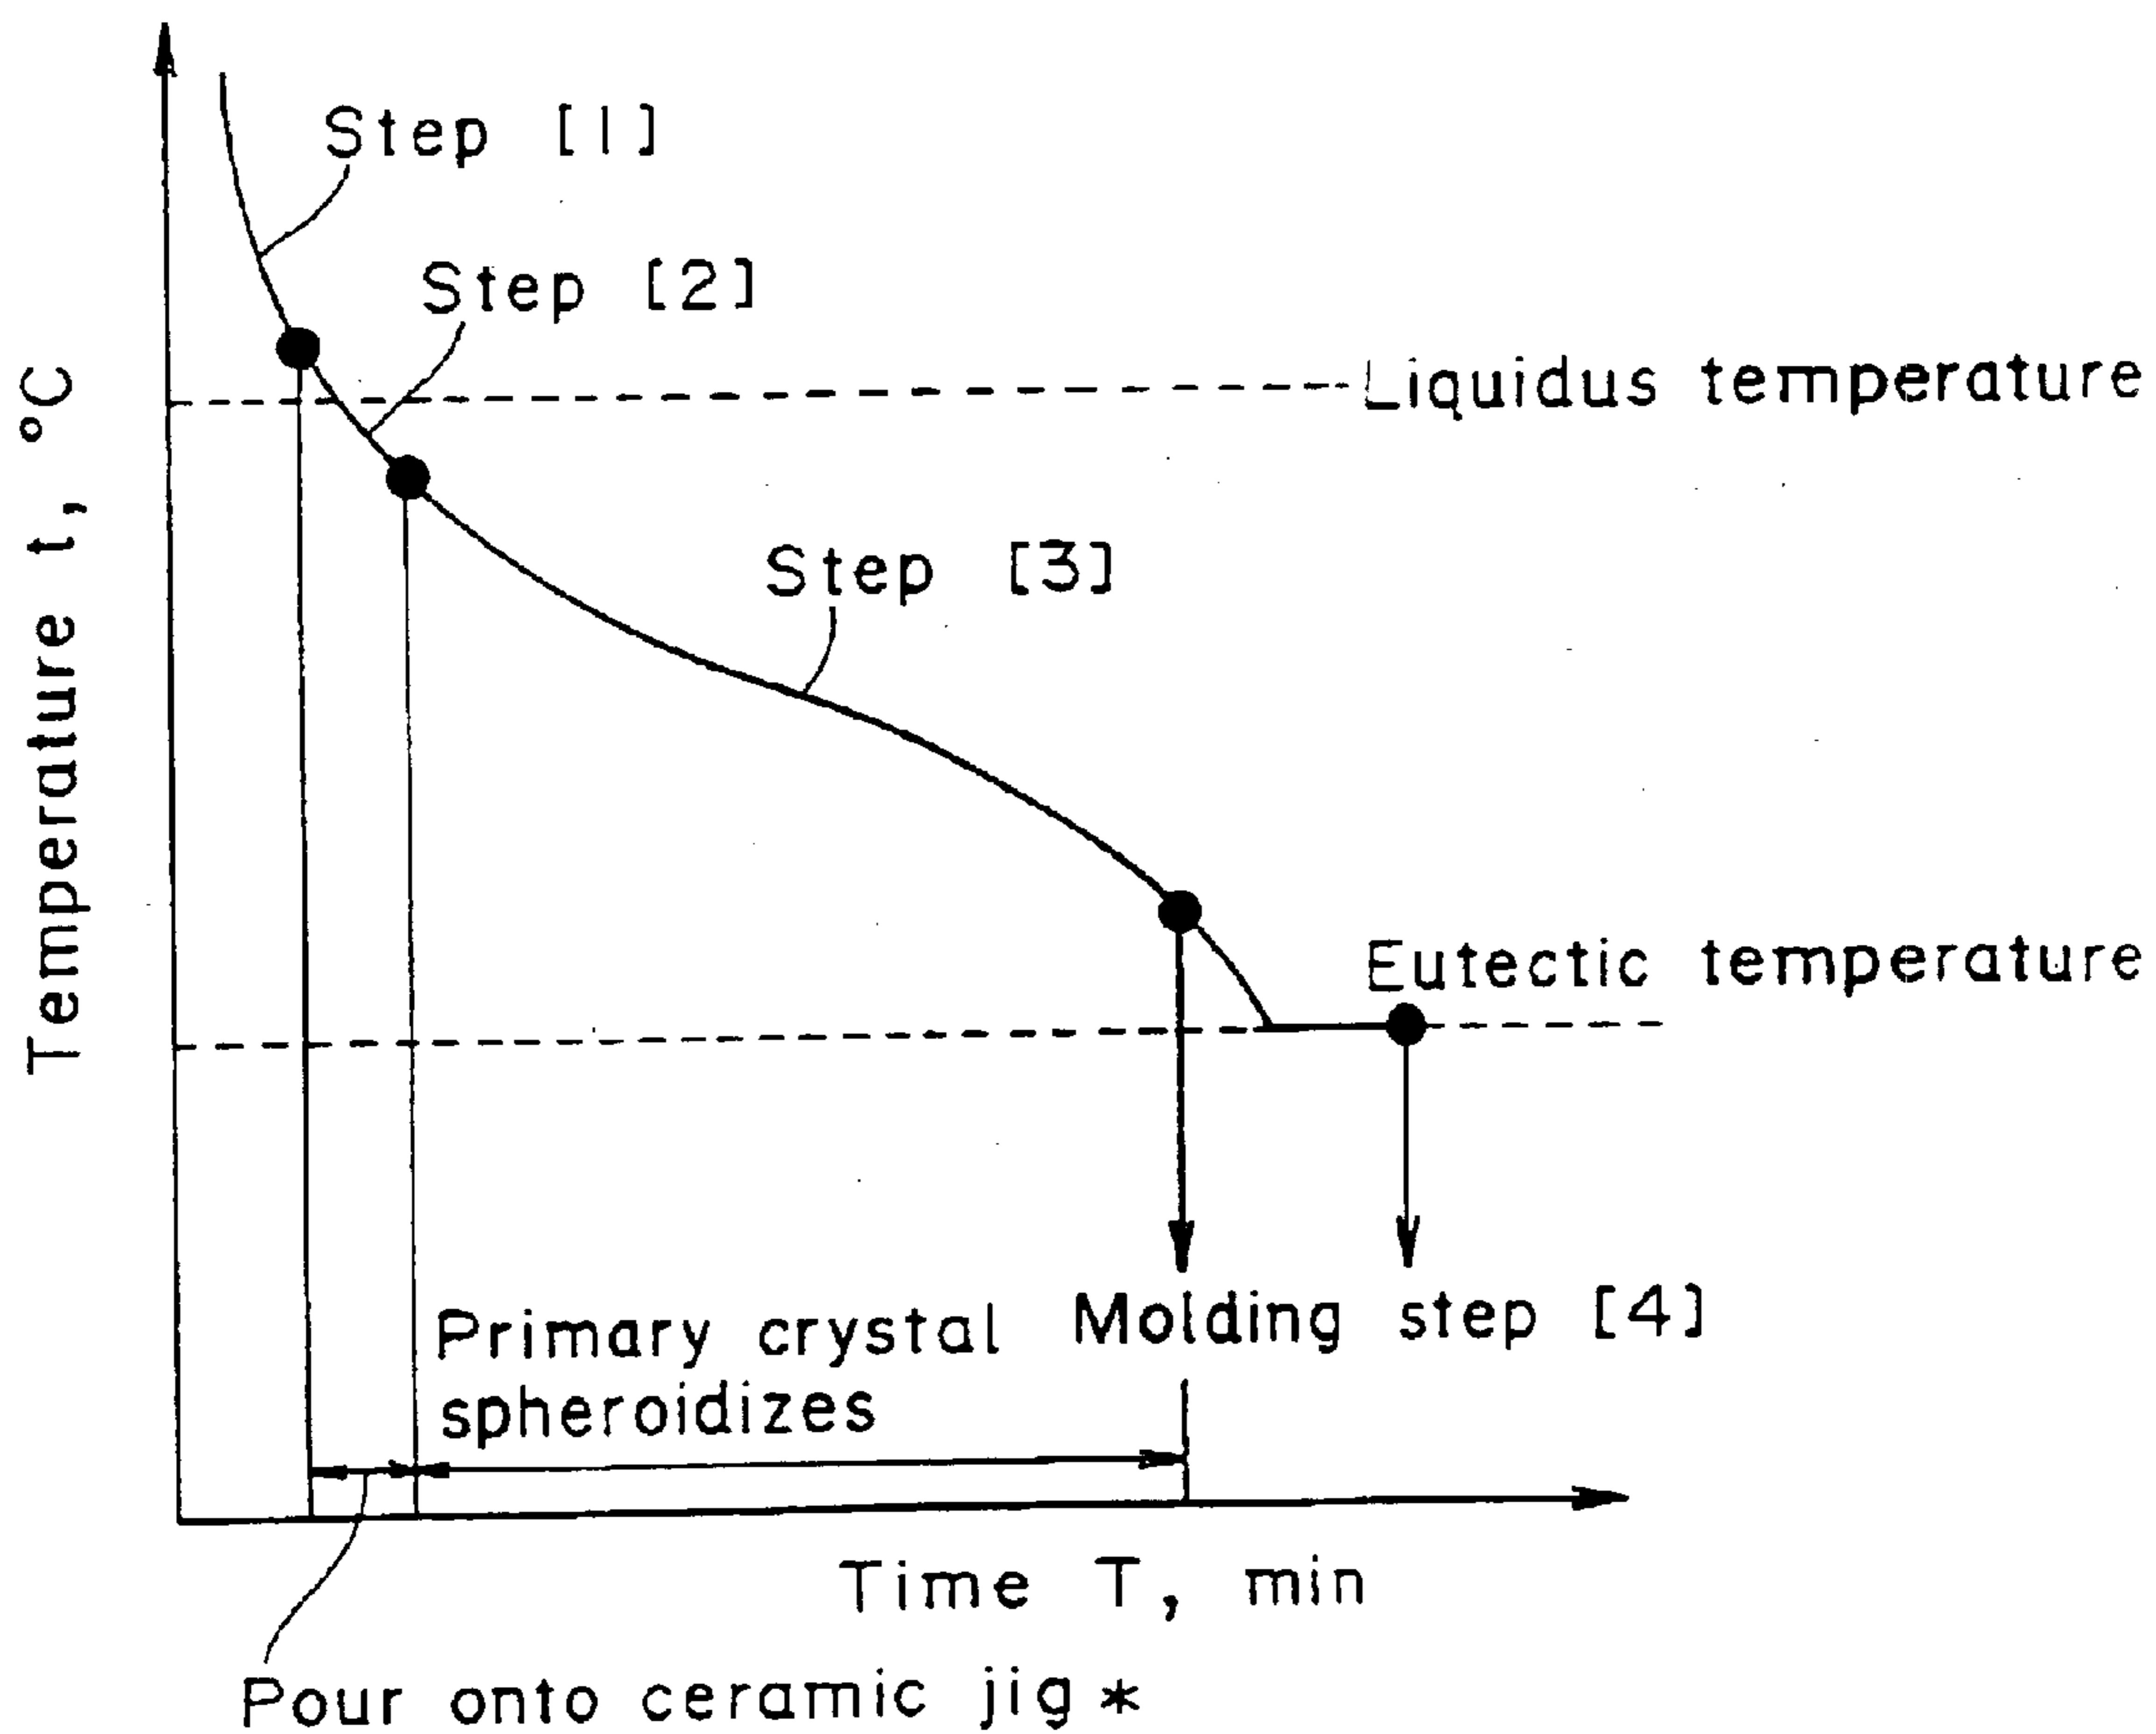 Step [1]
Step [2]
Liquidus temperature
Temperature t, °C
Step [3]
Eutectic temperature
Primary crystal
spheroidizes
Molding step [4]
Time T, min
Pour onto ceramic jig *